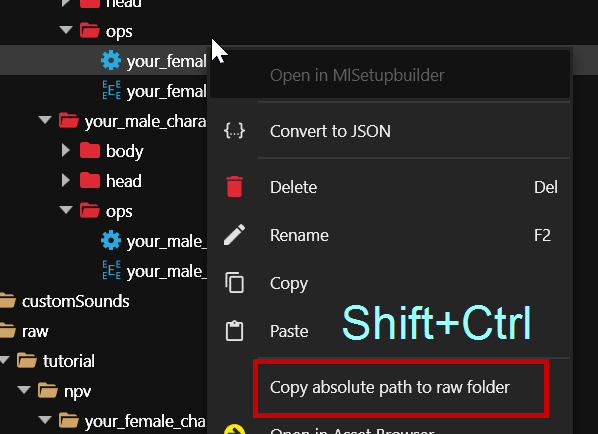 head
ops
your_femal
Open in MlSetupbuilder
your_femal
your_male_chara
Convert to JSON
body
head
Delete Del
ops
Rename F2
your_male_
your_male_
Copy
customSounds
raw
Paste
Shift+Ctrl
tutorial
npv
Copy absolute path to raw folder
your_female_cha
Open in Asset Browser